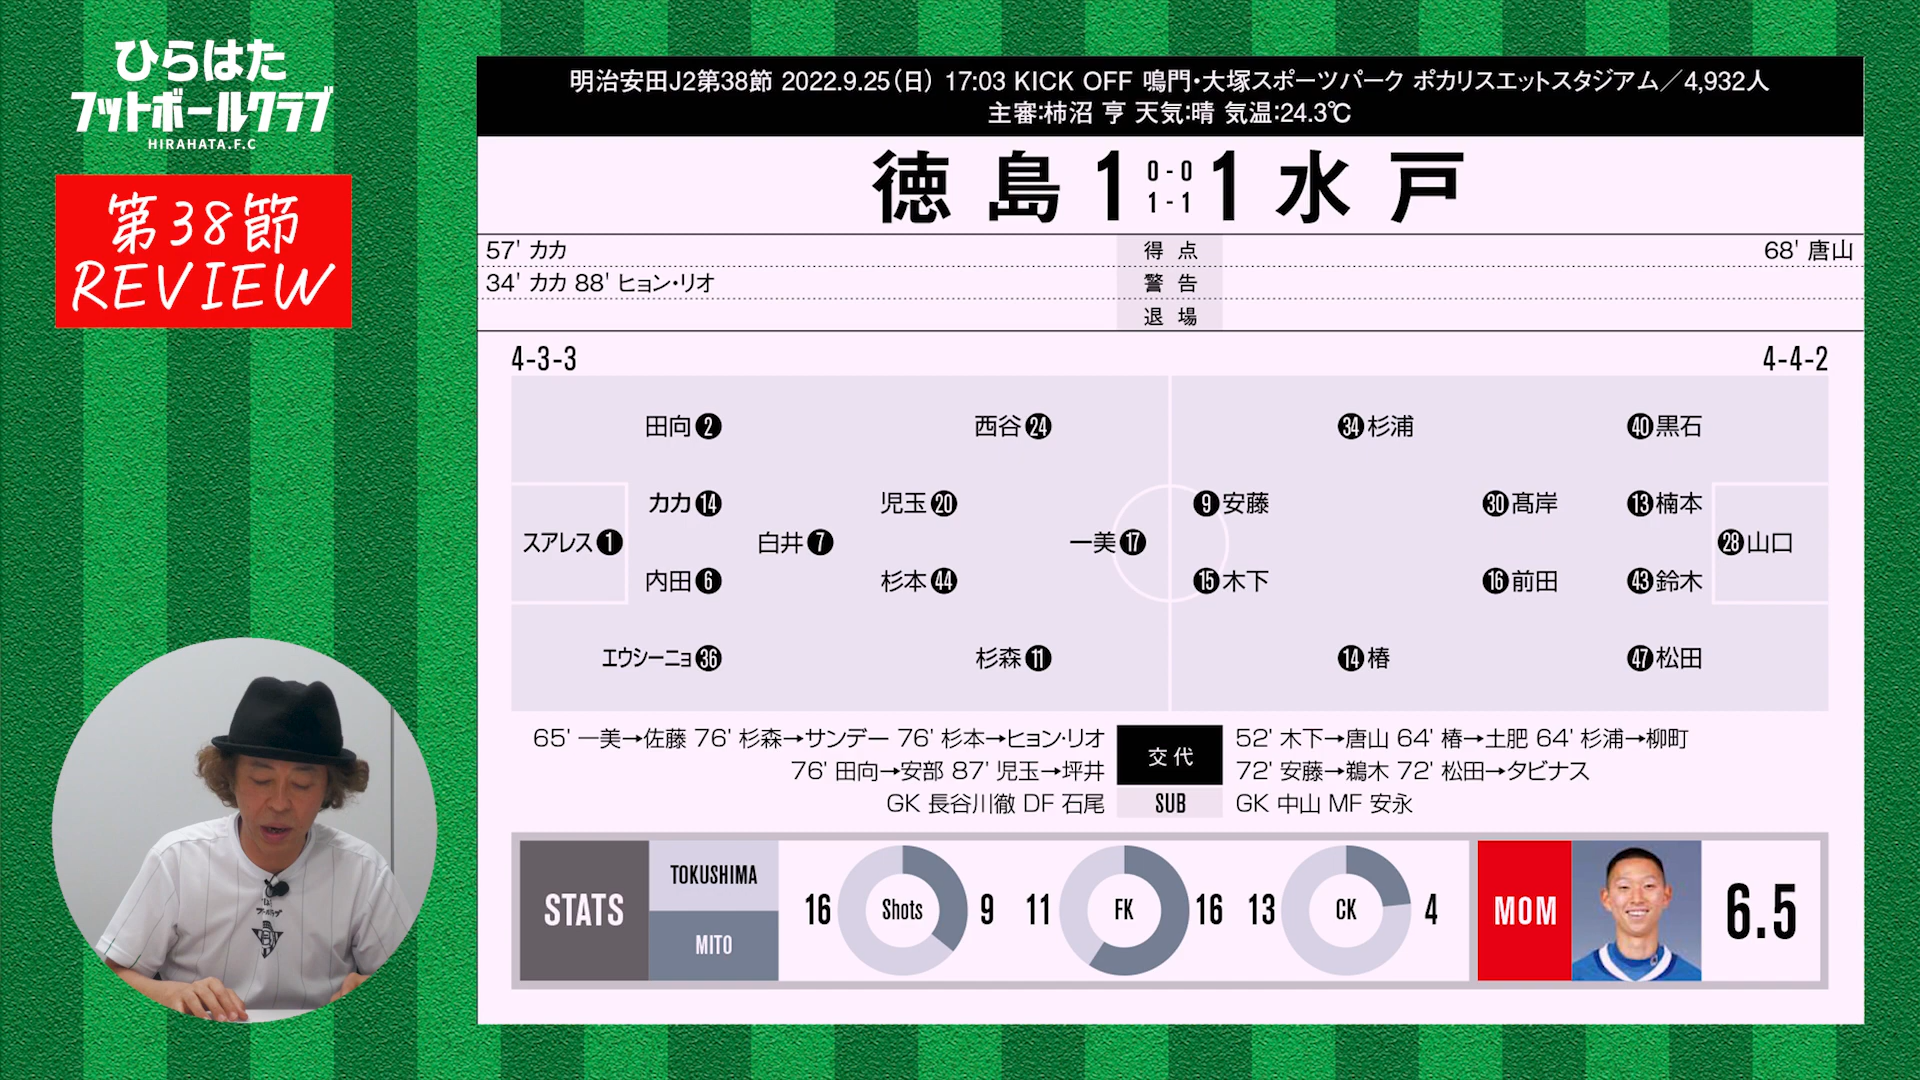 ひらはた
フットボールクラブ
HIRAHATA.F.C
第38節
REVIEW
明治安田J2第38節 2022.9.25(日) 17:03 KICK OFF 鳴門・大塚スポーツパーク ポカリスエットスタジアム／4,932人
主審:柿沼 亨 天気:晴 気温:24.3℃
徳島 1 0-0 1 水戸
1-1
57' カカ 得点 68' 唐山
34' カカ 88' ヒョン・リオ 警告
退場
4-3-3 4-4-2
田向 2 西谷 24 34 杉浦 40 黒石
カカ 14 児玉 20 9 安藤 30 髙岸 13 楠本
スアレス 1 白井 7 一美 17 28 山口
内田 6 杉本 44 15 木下 16 前田 43 鈴木
エウシーニョ 36 杉森 11 14 椿 47 松田
65' 一美→佐藤 76' 杉森→サンデー 76' 杉本→ヒョン・リオ 交代 52' 木下→唐山 64' 椿→土肥 64' 杉浦→柳町
76' 田向→安部 87' 児玉→坪井 72' 安藤→鵜木 72' 松田→タビナス
GK 長谷川徹 DF 石尾 SUB GK 中山 MF 安永
STATS TOKUSHIMA 16 Shots 9 11 FK 16 13 CK 4 MOM 6.5
MITO